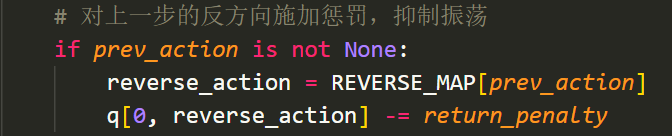 # 对上一步的反方向施加惩罚，抑制振荡
if prev_action is not None:
reverse_action = REVERSE_MAP[prev_action]
q[0, reverse_action] -= return_penalty